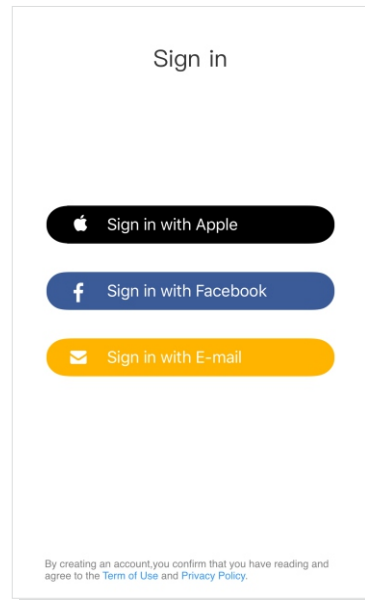 Sign in
Sign in with Apple
Sign in with Facebook
Sign in with E-mail
By creating an account,you confirm that you have reading and
agree to the Term of Use and Privacy Policy.